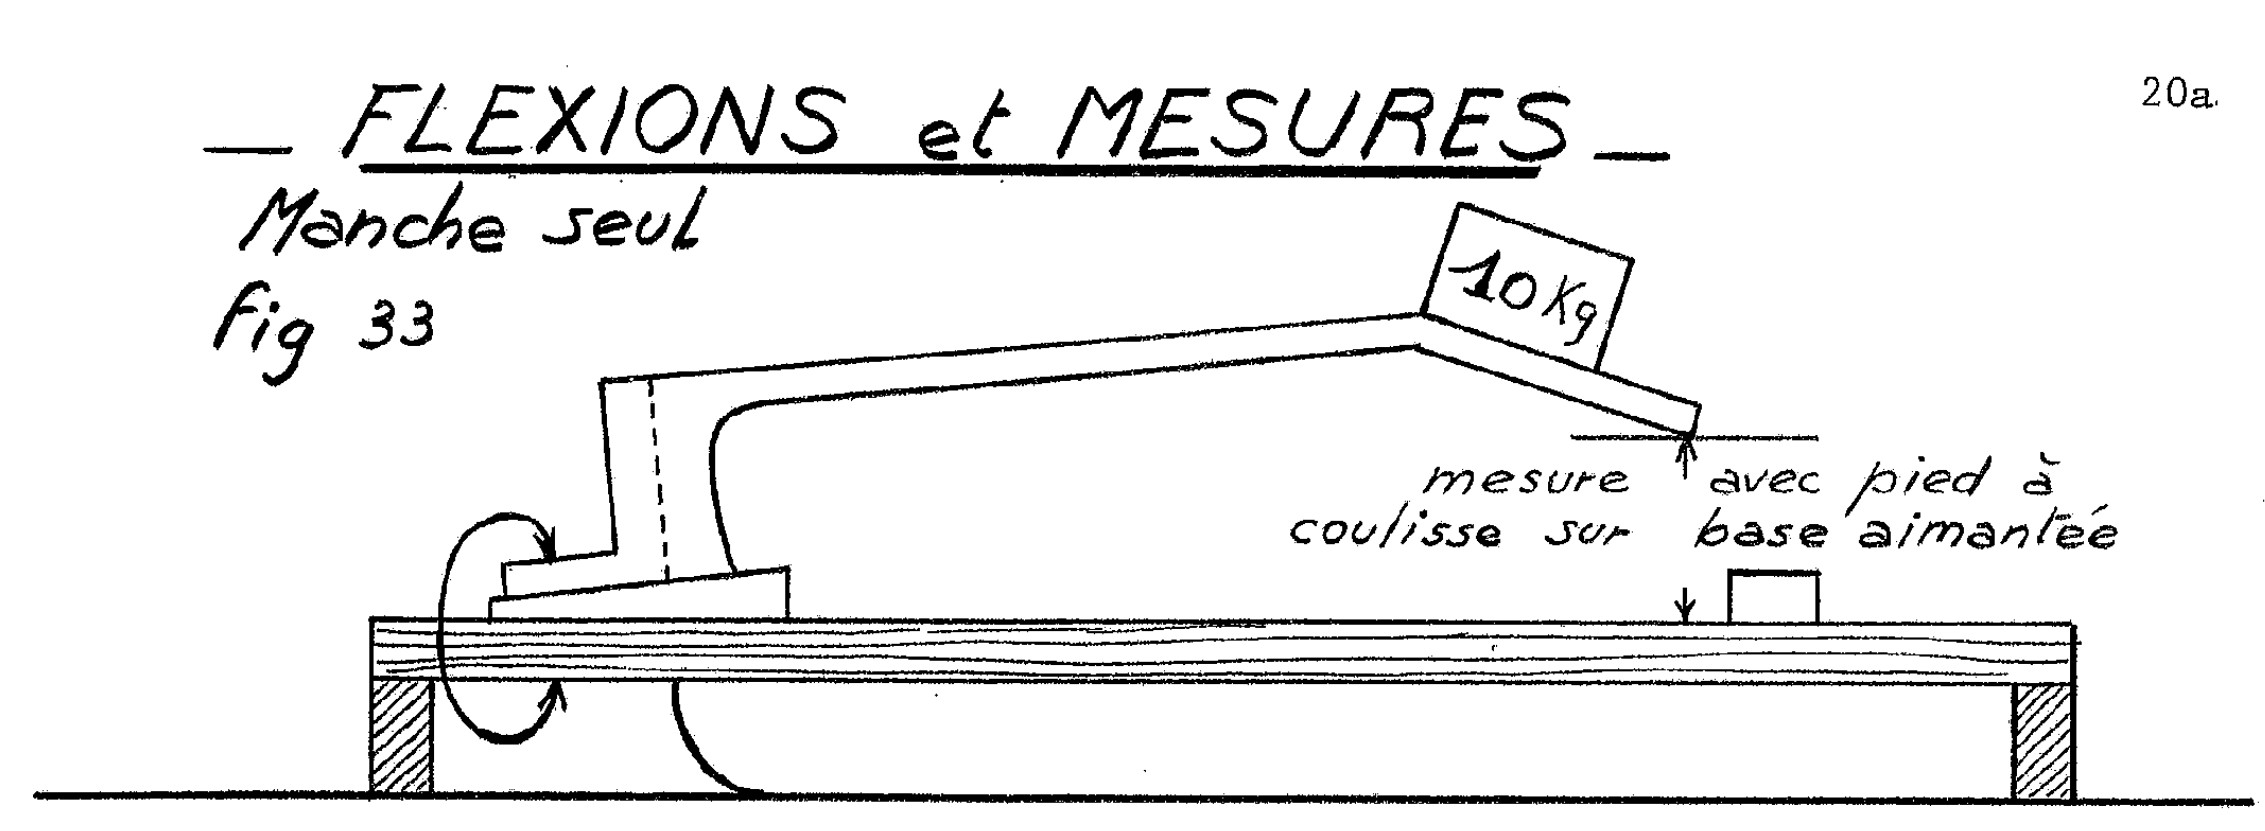 20a.
— FLEXIONS et MESURES —
Manche seul
fig 33
10 Kg
mesure avec pied à
coulisse sur base aimantée